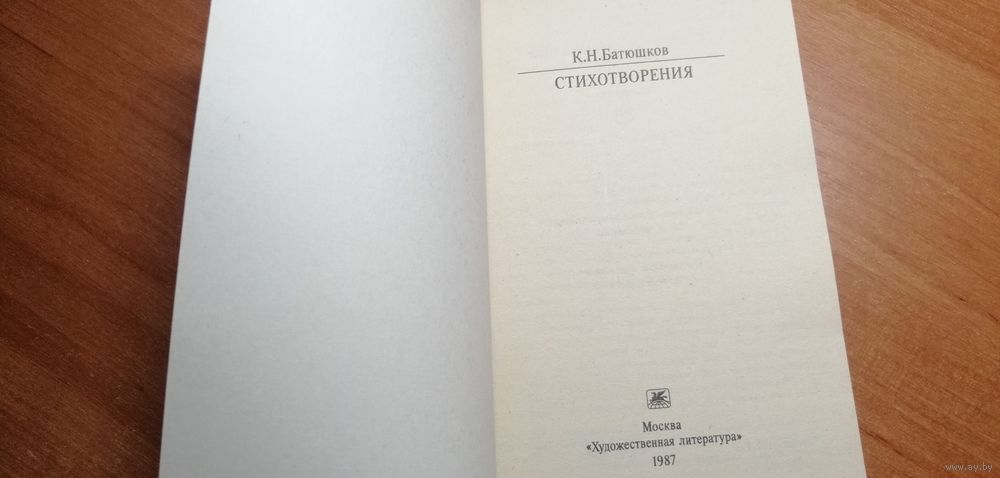 К.Н.Батюшков
СТИХОТВОРЕНИЯ
Москва
«Художественная литература»
1987
www.ay.by